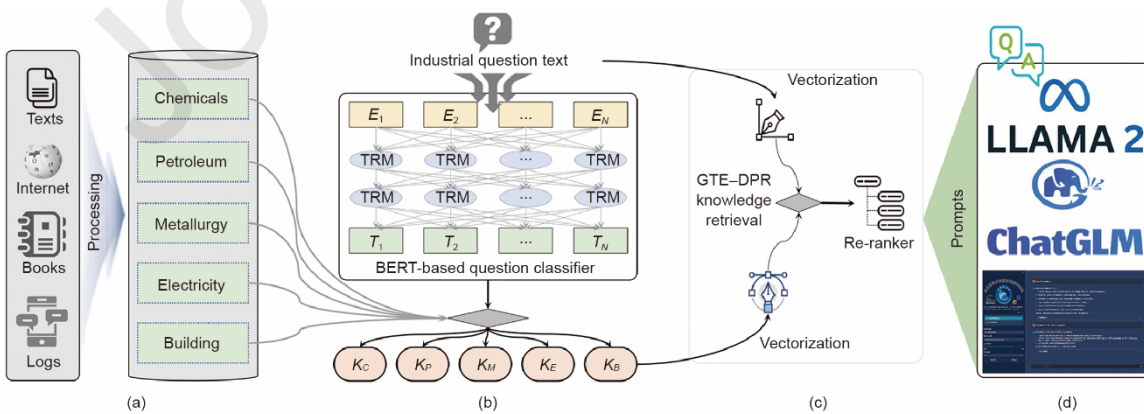 Jo
Texts
Internet
Books
Logs
Processing
Chemicals
Petroleum
Metallurgy
Electricity
Building
(a)
?
Industrial question text
E1 E2 ... EN
TRM TRM ... TRM
TRM TRM ... TRM
T1 T2 ... TN
BERT-based question classifier
KC KP KM KE KB
(b)
Vectorization
GTE–DPR
knowledge
retrieval
Re-ranker
Vectorization
(c)
Prompts
Q
A
LLAMA 2
ChatGLM
(d)